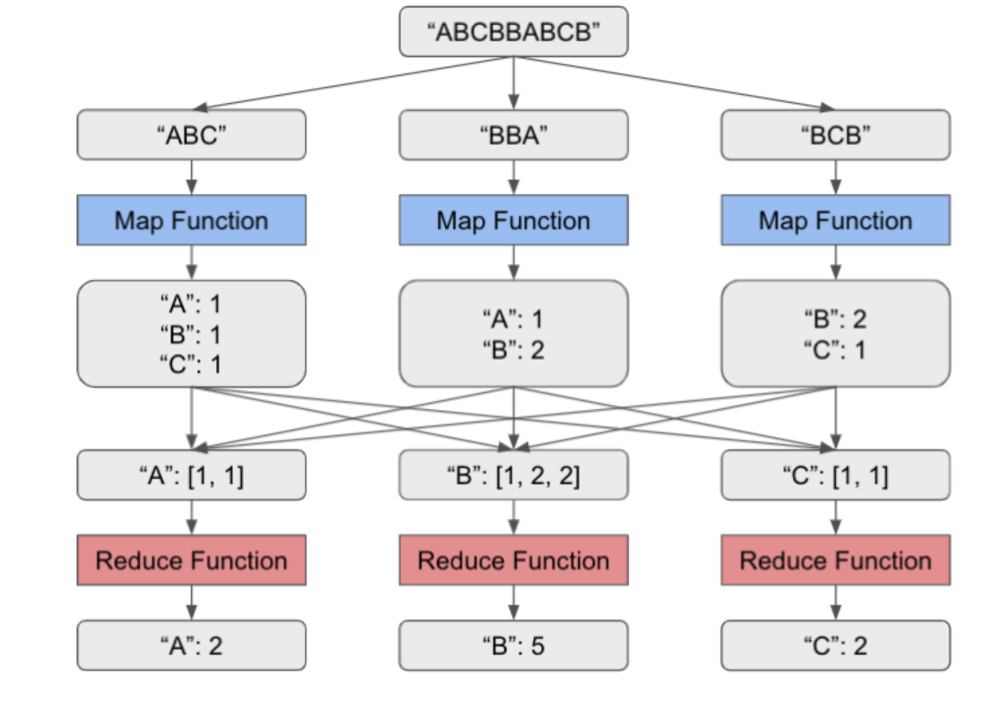 “ABCBBABCB”
“ABC”
“BBA”
“BCB”
Map Function
Map Function
Map Function
“A”: 1
“B”: 1
“C”: 1
“A”: 1
“B”: 2
“B”: 2
“C”: 1
“A”: [1, 1]
“B”: [1, 2, 2]
“C”: [1, 1]
Reduce Function
Reduce Function
Reduce Function
“A”: 2
“B”: 5
“C”: 2